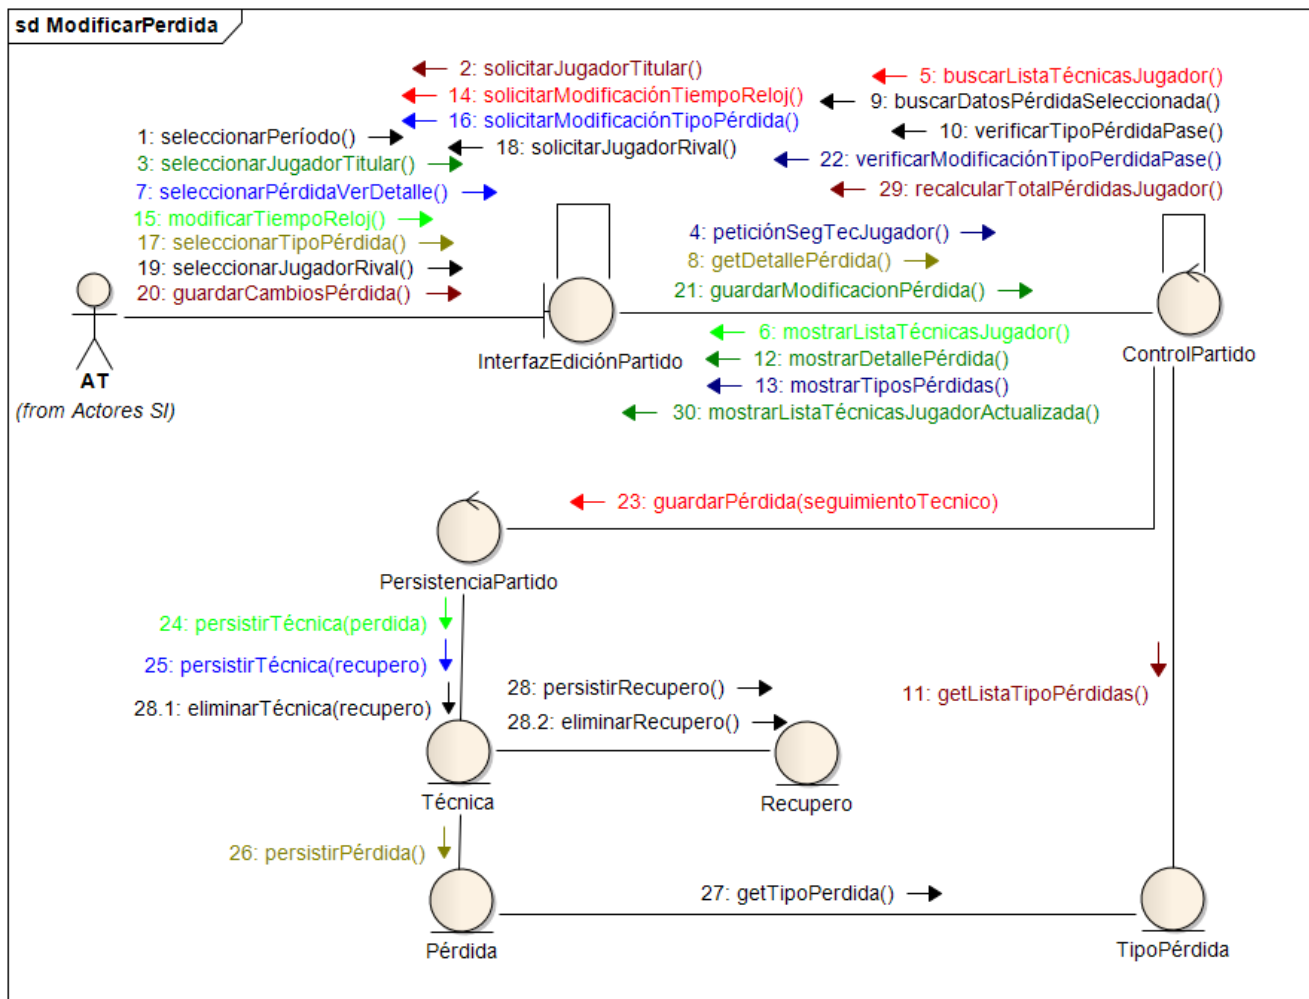 sd ModificarPerdida
2: solicitarJugadorTitular()
14: solicitarModificaciónTiempoReloj()
16: solicitarModificaciónTipoPérdida()
18: solicitarJugadorRival()
5: buscarListaTécnicasJugador()
9: buscarDatosPérdidaSeleccionada()
10: verificarTipoPérdidaPase()
22: verificarModificaciónTipoPerdidaPase()
29: recalcularTotalPérdidasJugador()
1: seleccionarPeríodo()
3: seleccionarJugadorTitular()
7: seleccionarPérdidaVerDetalle()
15: modificarTiempoReloj()
17: seleccionarTipoPérdida()
19: seleccionarJugadorRival()
20: guardarCambiosPérdida()
4: peticiónSegTecJugador()
8: getDetallePérdida()
21: guardarModificacionPérdida()
6: mostrarListaTécnicasJugador()
12: mostrarDetallePérdida()
13: mostrarTiposPérdidas()
30: mostrarListaTécnicasJugadorActualizada()
AT
(from Actores SI)
InterfazEdiciónPartido
ControlPartido
23: guardarPérdida(seguimientoTecnico)
PersistenciaPartido
24: persistirTécnica(perdida)
25: persistirTécnica(recupero)
28.1: eliminarTécnica(recupero)
28: persistirRecupero()
28.2: eliminarRecupero()
11: getListaTipoPérdidas()
Técnica
Recupero
26: persistirPérdida()
27: getTipoPerdida()
Pérdida
TipoPérdida